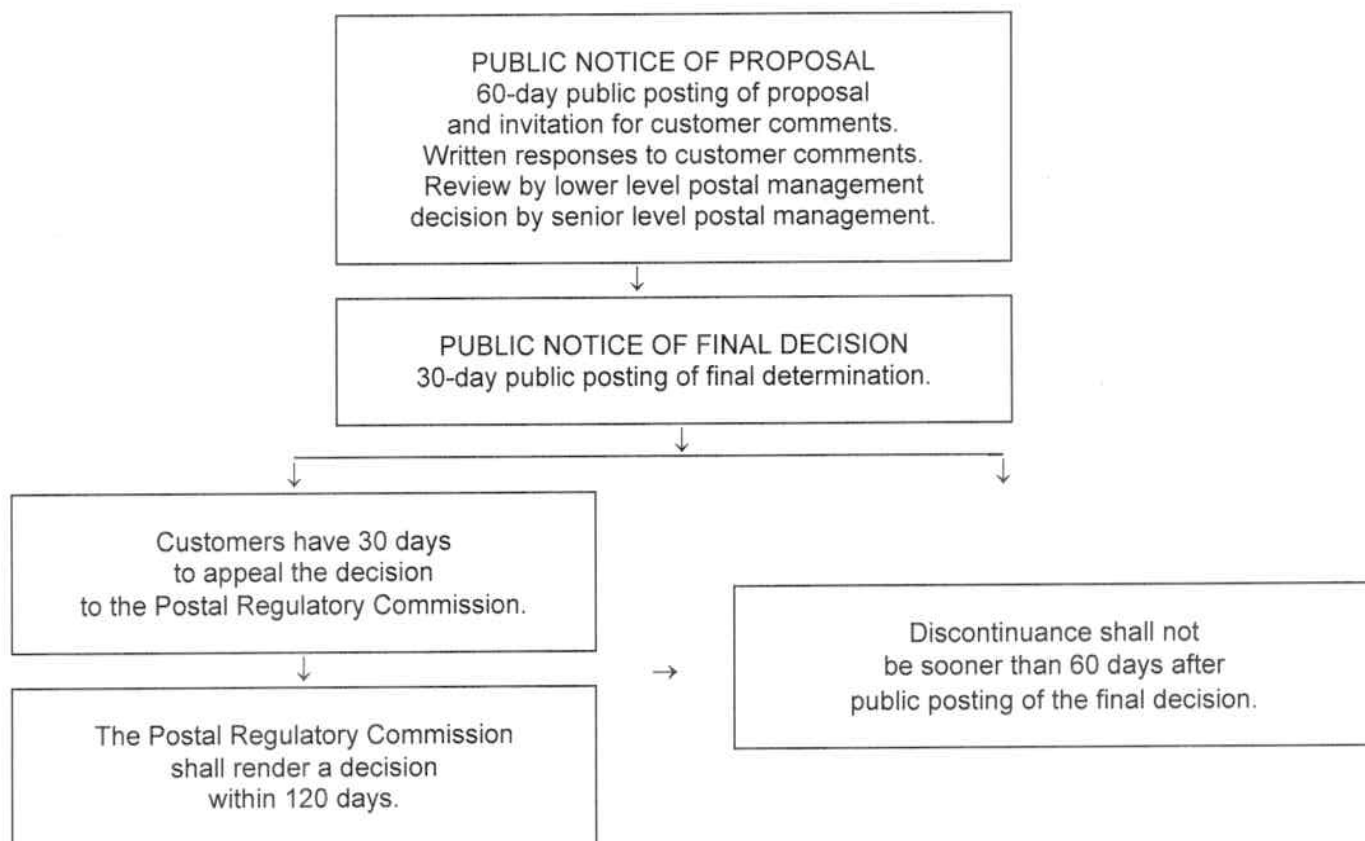 PUBLIC NOTICE OF PROPOSAL
60-day public posting of proposal
and invitation for customer comments.
Written responses to customer comments.
Review by lower level postal management
decision by senior level postal management.
PUBLIC NOTICE OF FINAL DECISION
30-day public posting of final determination.
Customers have 30 days
to appeal the decision
to the Postal Regulatory Commission.
The Postal Regulatory Commission
shall render a decision
within 120 days.
Discontinuance shall not
be sooner than 60 days after
public posting of the final decision.